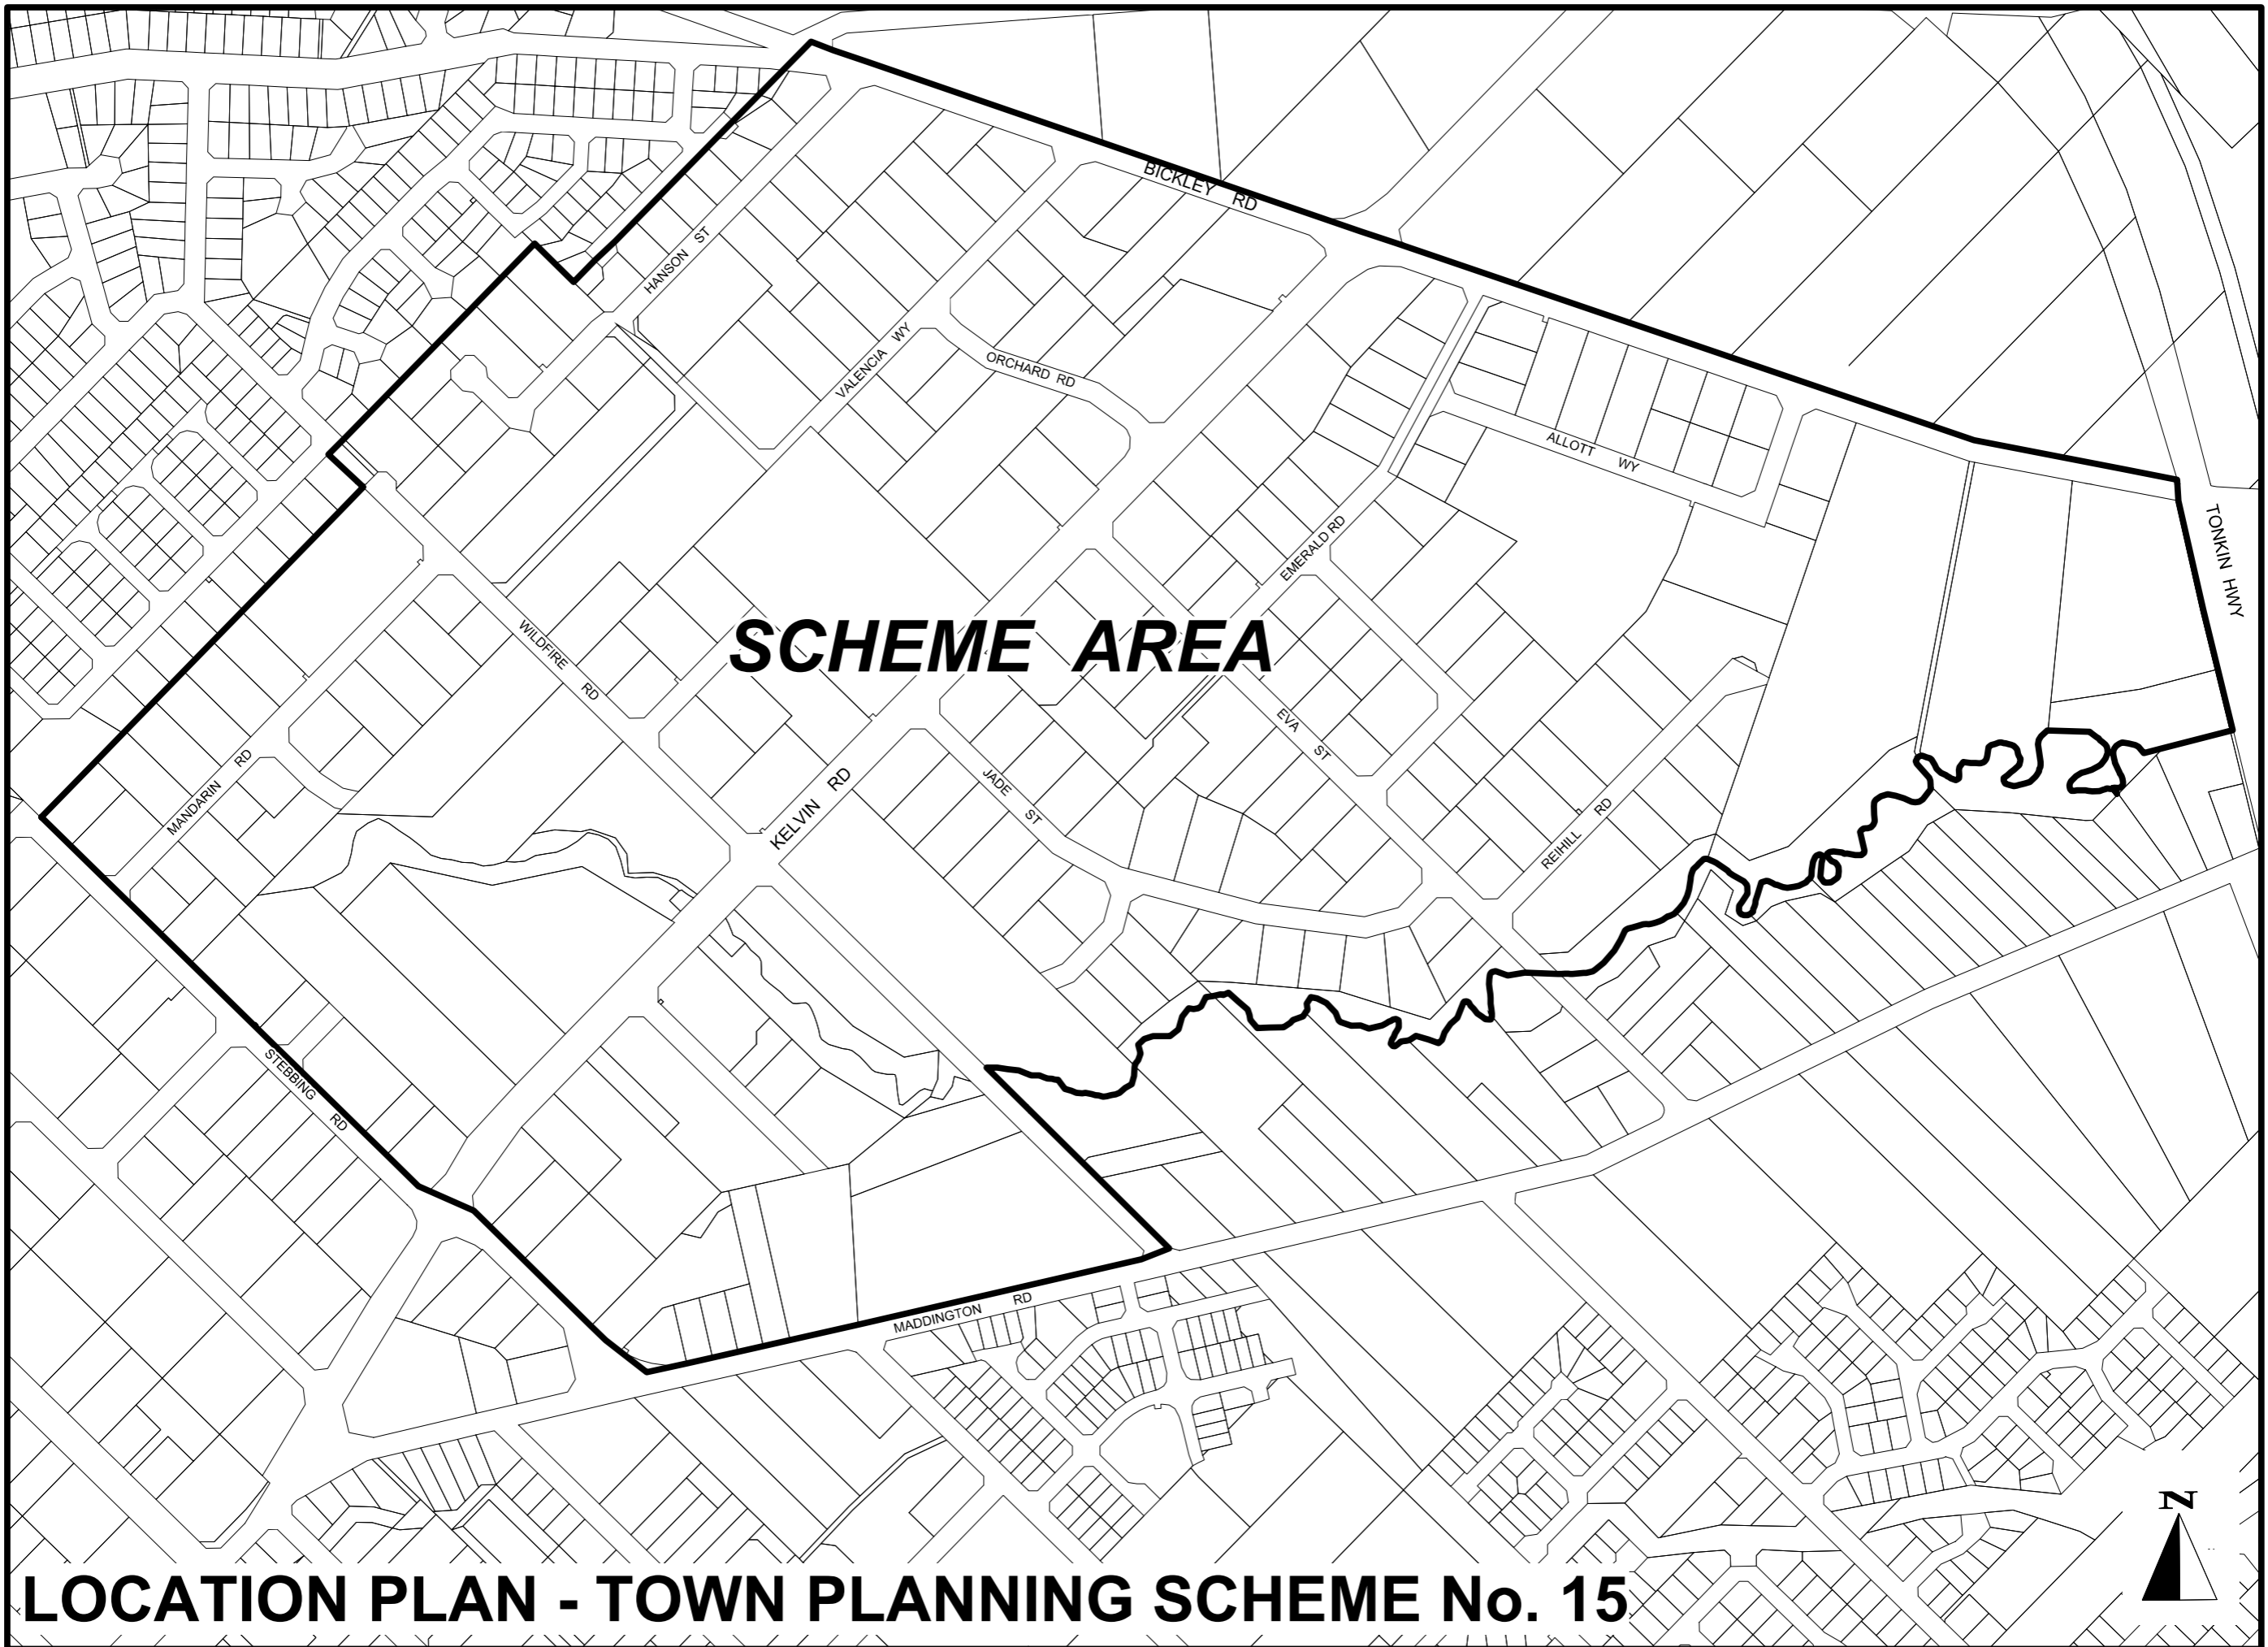 BICKLEY RD
HANSON ST
VALENCIA WY
ORCHARD RD
ALLOTT WY
EMERALD RD
TONKIN HWY
WILDFIRE RD
SCHEME AREA
EVA ST
MANDARIN RD
KELVIN RD
JADE ST
REIHILL RD
STEBBING RD
MADDINGTON RD
N
LOCATION PLAN - TOWN PLANNING SCHEME No. 15